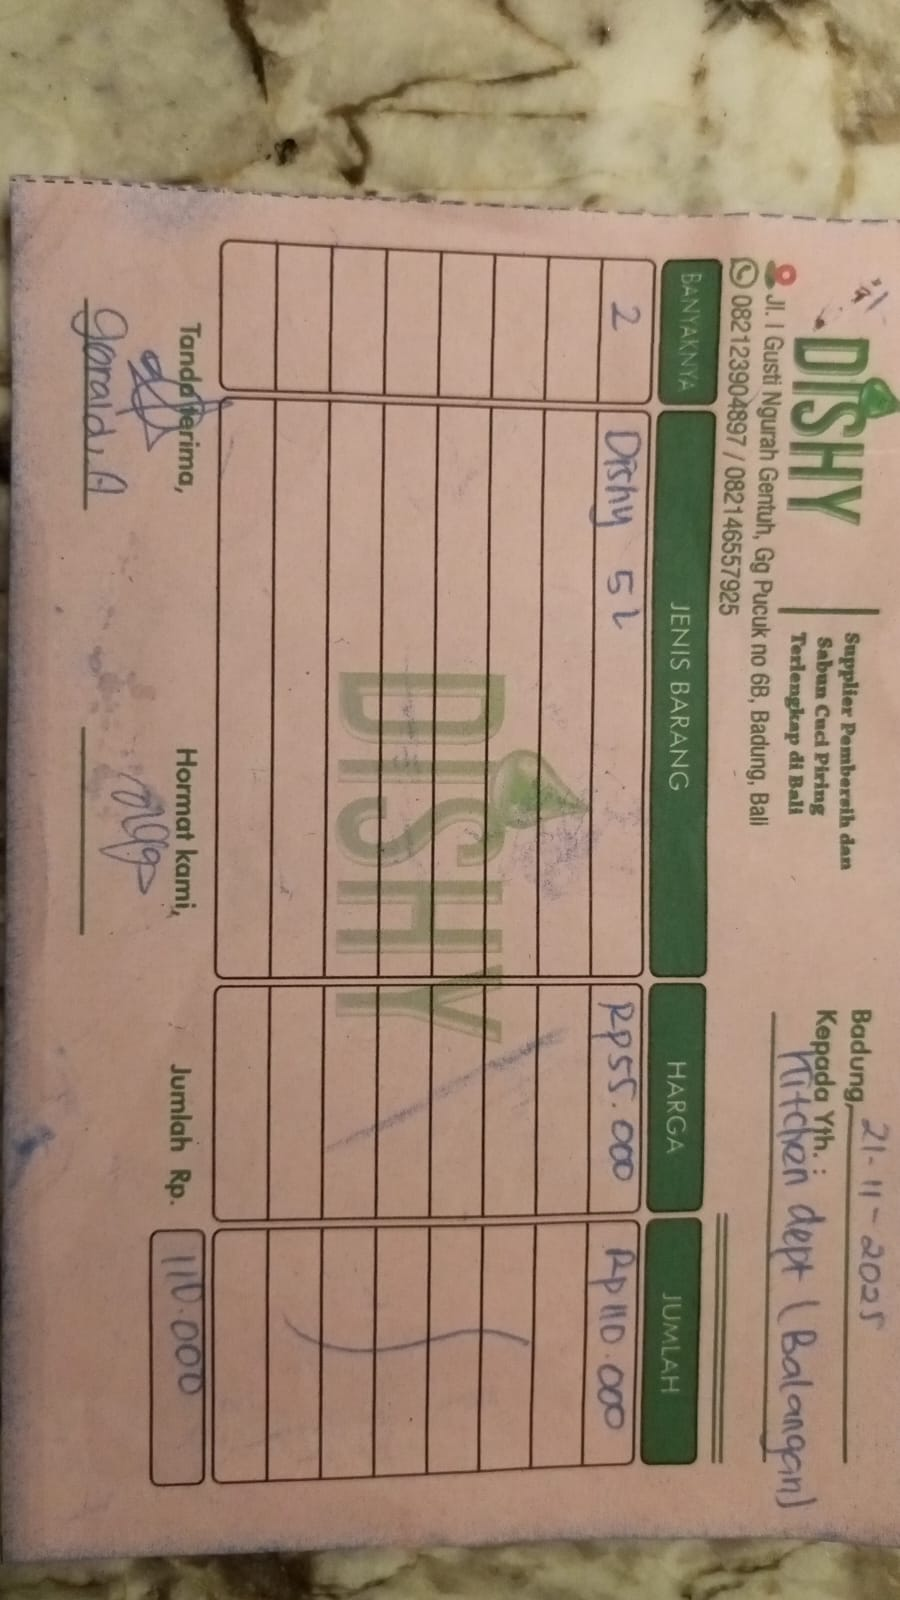 DISHY
Supplier Pembersih dan
Sabun Cuci Piring
Terlengkap di Bali
Jl. I Gusti Ngurah Gentuh, Gg Pucuk no 6B, Badung, Bali
082123904897 / 082146557925
Badung, 21-11-2025
Kepada Yth. :
Kitchen dept (Balangan)
BANYAKNYA JENIS BARANG HARGA JUMLAH
2 Dishy 5L Rp55.000 Rp110.000
DISHY
Tanda terima, Hormat kami, Jumlah Rp. 110.000
Gorald. A